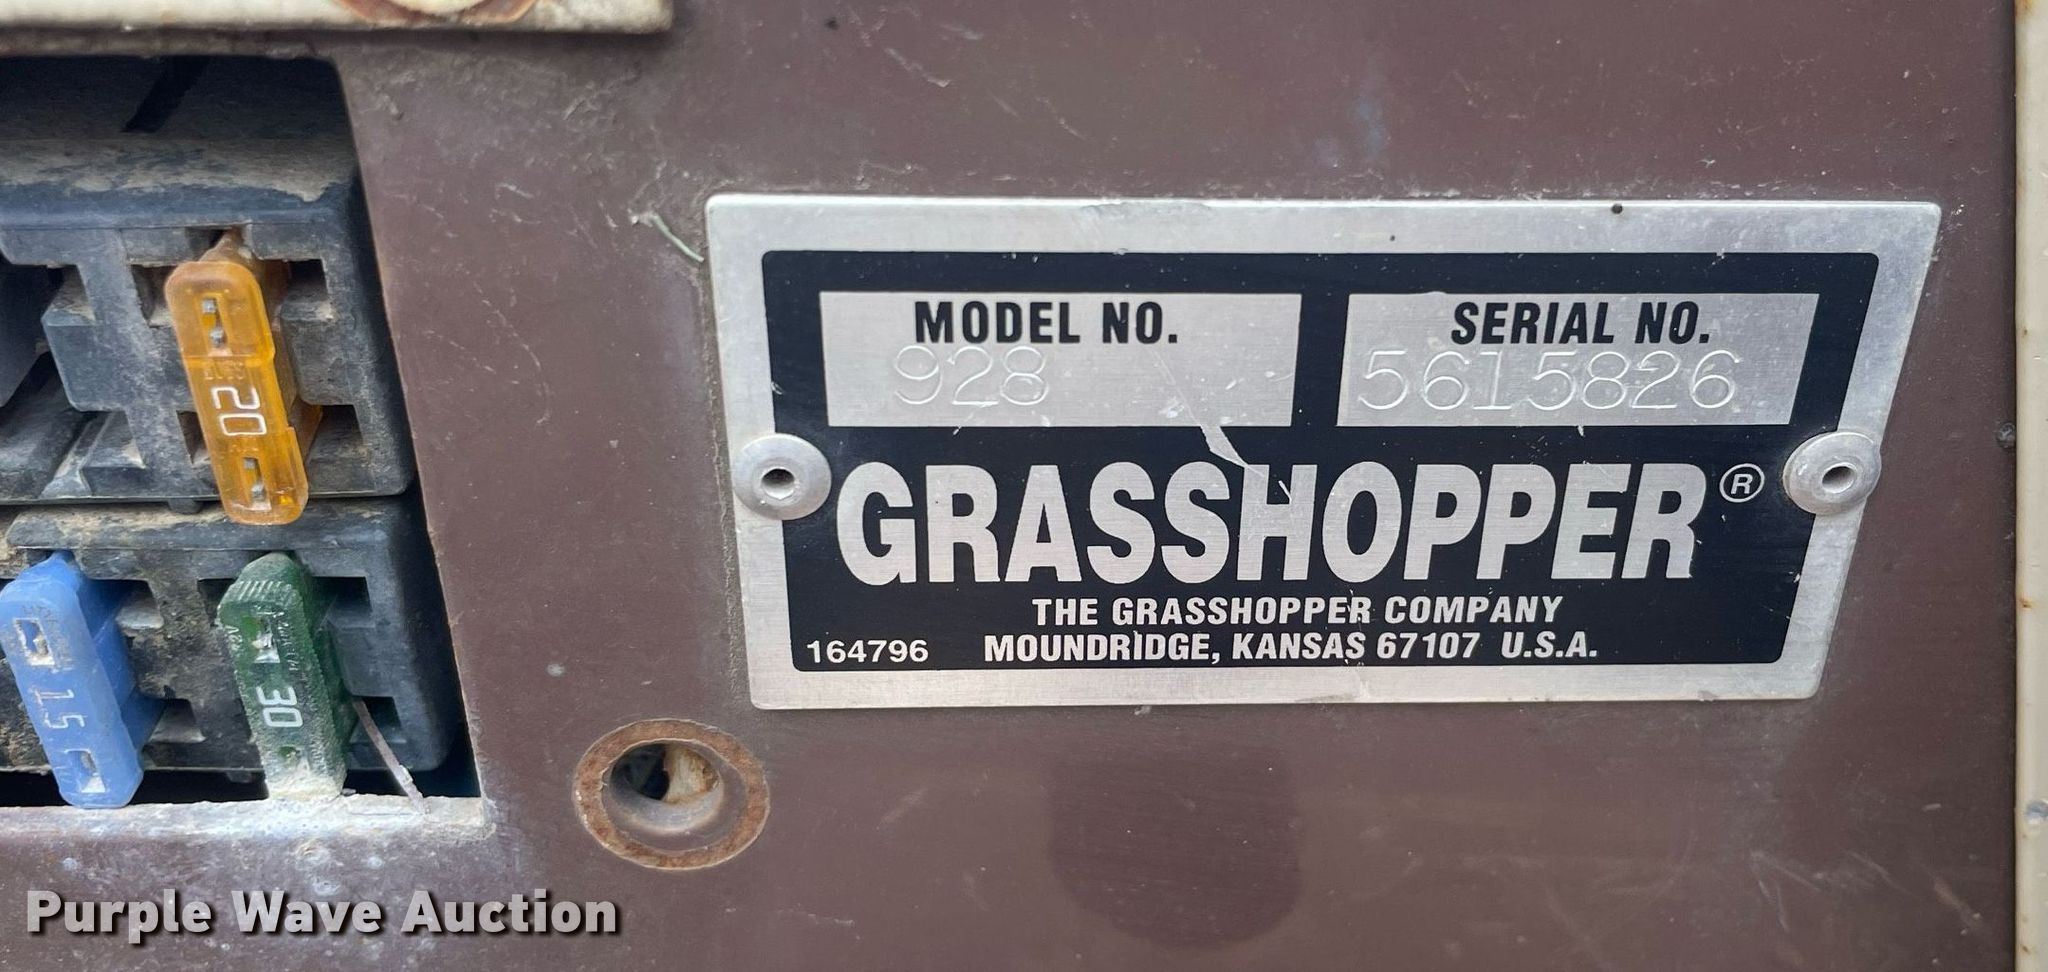 MODEL NO.
928
SERIAL NO.
5615826
GRASSHOPPER®
THE GRASSHOPPER COMPANY
164796 MOUNDRIDGE, KANSAS 67107 U.S.A.
20
15
30
Purple Wave Auction